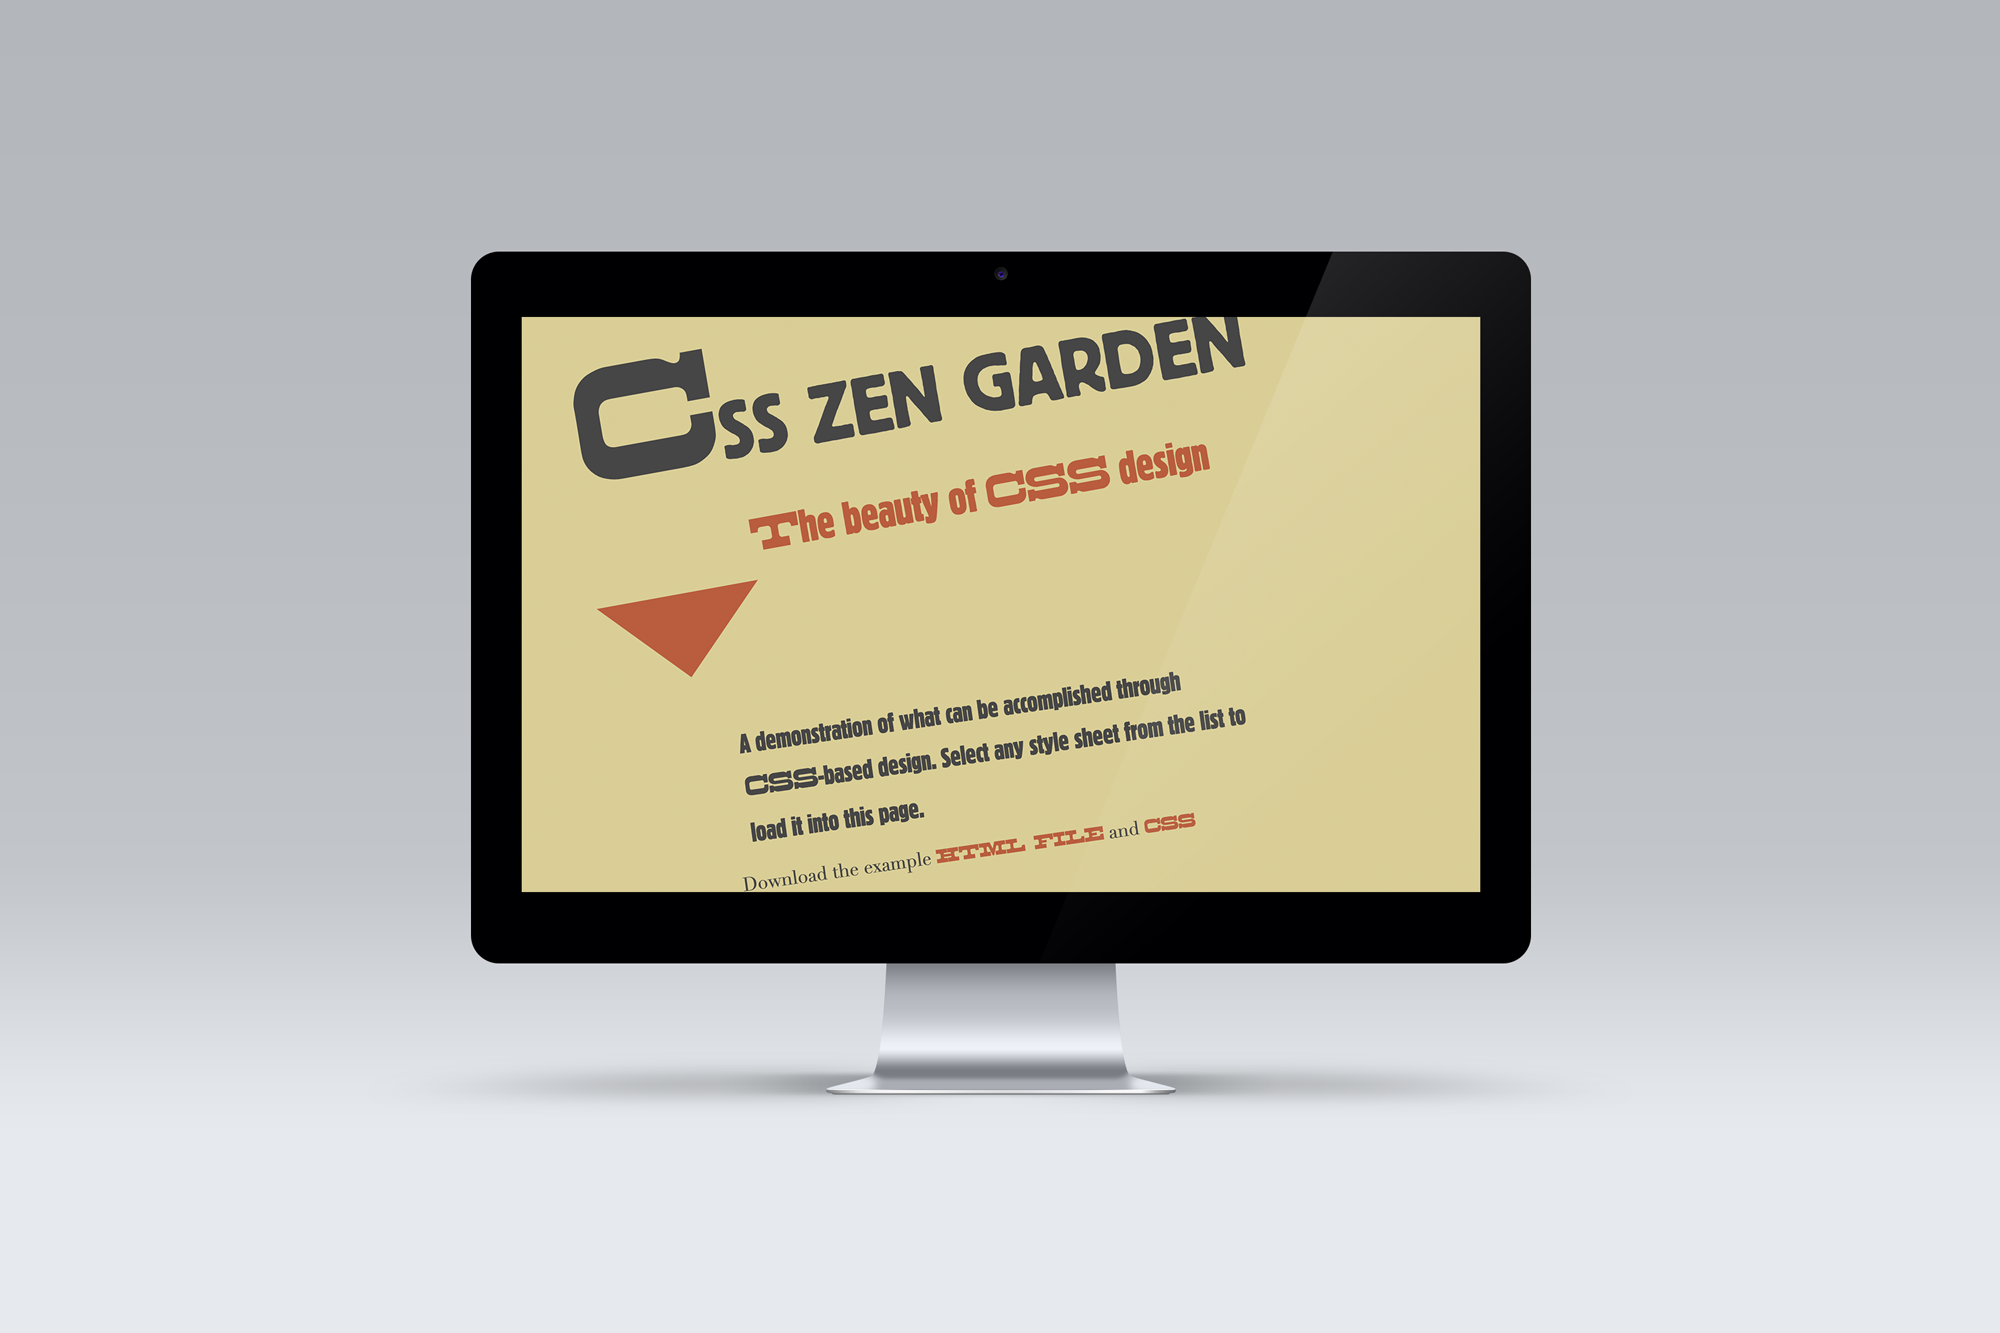 Css ZEN GARDEN
The beauty of CSS design
A demonstration of what can be accomplished through
CSS-based design. Select any style sheet from the list to
load it into this page.
Download the example HTML FILE and CSS